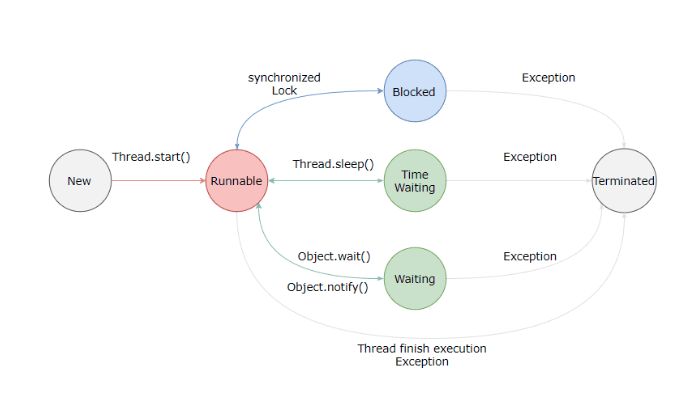 synchronized
Lock
Blocked
Exception
Thread.start()
New
Runnable
Thread.sleep()
Time
Waiting
Exception
Terminated
Object.wait()
Object.notify()
Waiting
Exception
Thread finish execution
Exception